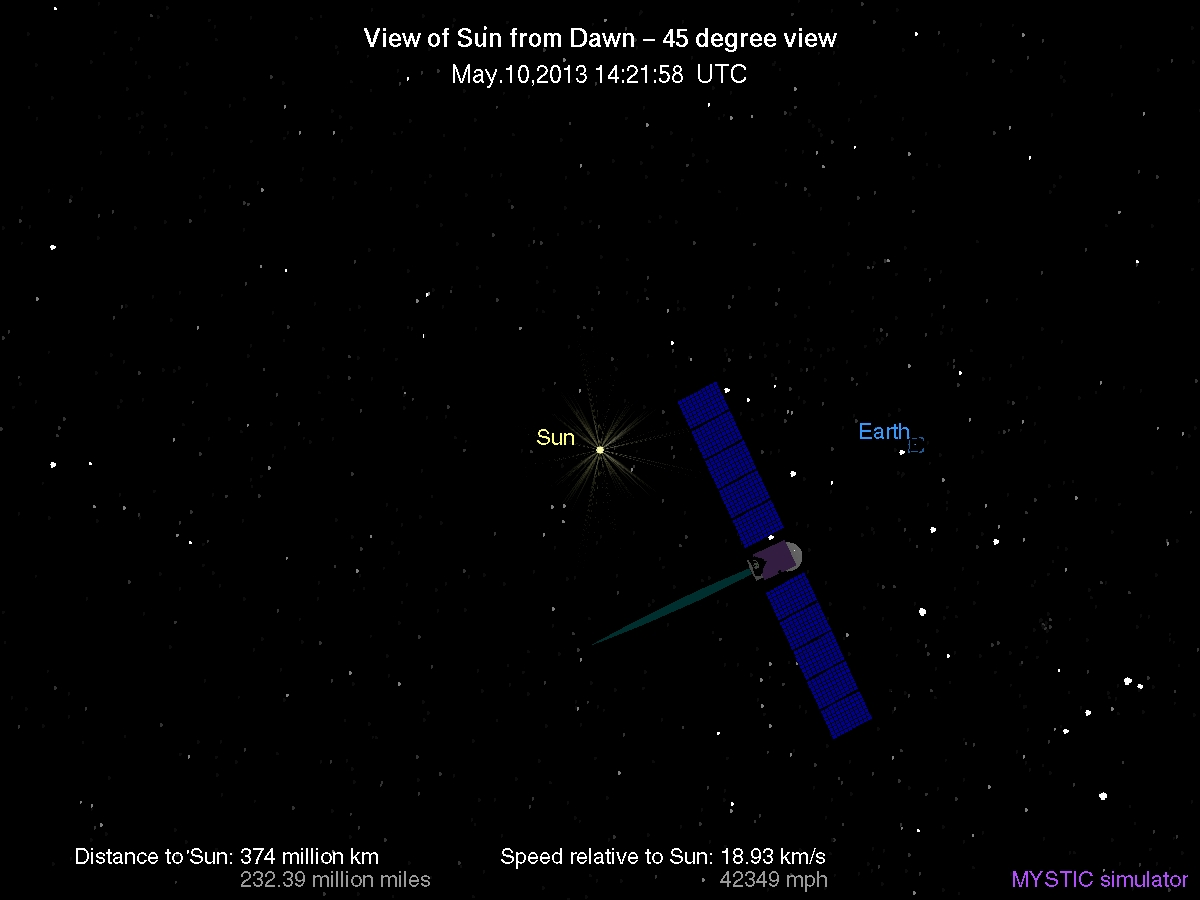 View of Sun from Dawn – 45 degree view
May.10,2013 14:21:58 UTC
Sun
Earth
Distance to Sun: 374 million km
232.39 million miles
Speed relative to Sun: 18.93 km/s
42349 mph
MYSTIC simulator